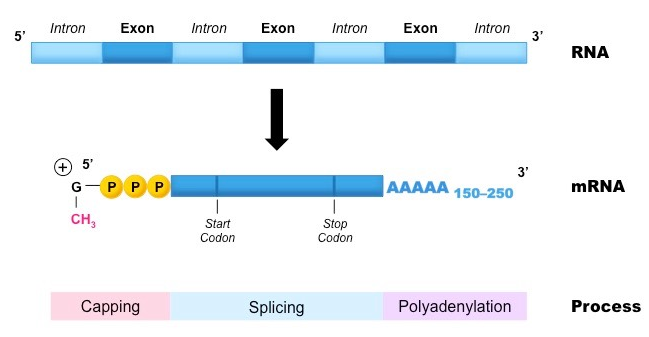 Intron Exon Intron Exon Intron Exon Intron
5’ 3’
RNA
5’ 3’
+
G P P P AAAAA 150–250
mRNA
CH3
Start
Codon
Stop
Codon
Capping Splicing Polyadenylation Process